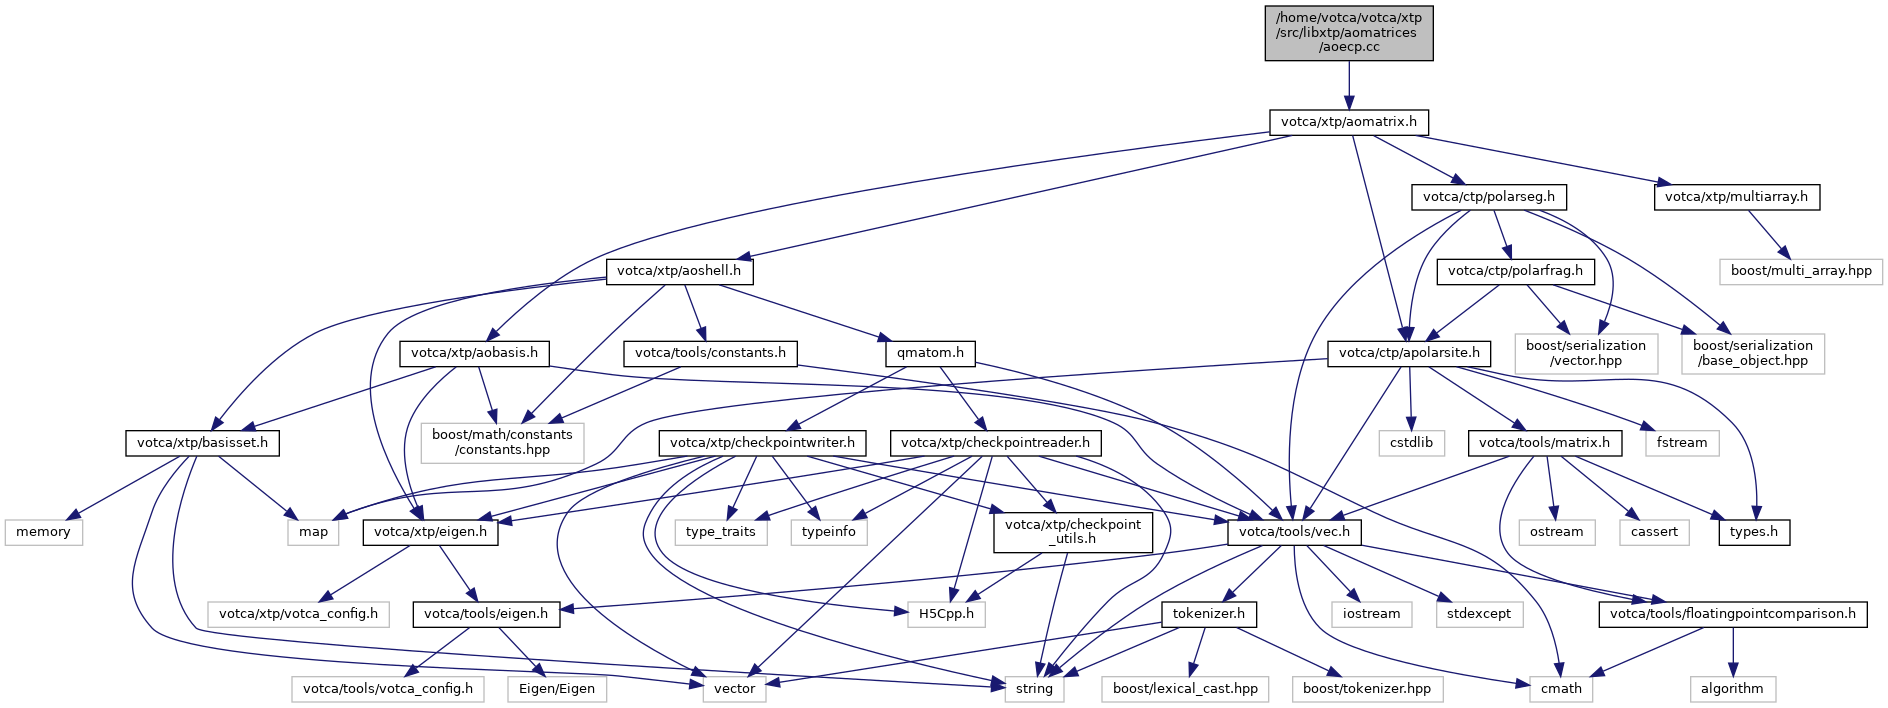 /home/votca/votca/xtp
/src/libxtp/aomatrices
/aoecp.cc
votca/xtp/aomatrix.h
votca/ctp/polarseg.h
votca/xtp/multiarray.h
votca/xtp/aoshell.h
votca/ctp/polarfrag.h
boost/multi_array.hpp
votca/xtp/aobasis.h
votca/tools/constants.h
qmatom.h
votca/ctp/apolarsite.h
boost/serialization
/vector.hpp
boost/serialization
/base_object.hpp
votca/xtp/basisset.h
boost/math/constants
/constants.hpp
votca/xtp/checkpointwriter.h
votca/xtp/checkpointreader.h
cstdlib
votca/tools/matrix.h
fstream
memory
map
votca/xtp/eigen.h
type_traits
typeinfo
votca/xtp/checkpoint
_utils.h
votca/tools/vec.h
ostream
cassert
types.h
votca/xtp/votca_config.h
votca/tools/eigen.h
H5Cpp.h
tokenizer.h
iostream
stdexcept
votca/tools/floatingpointcomparison.h
votca/tools/votca_config.h
Eigen/Eigen
vector
string
boost/lexical_cast.hpp
boost/tokenizer.hpp
cmath
algorithm